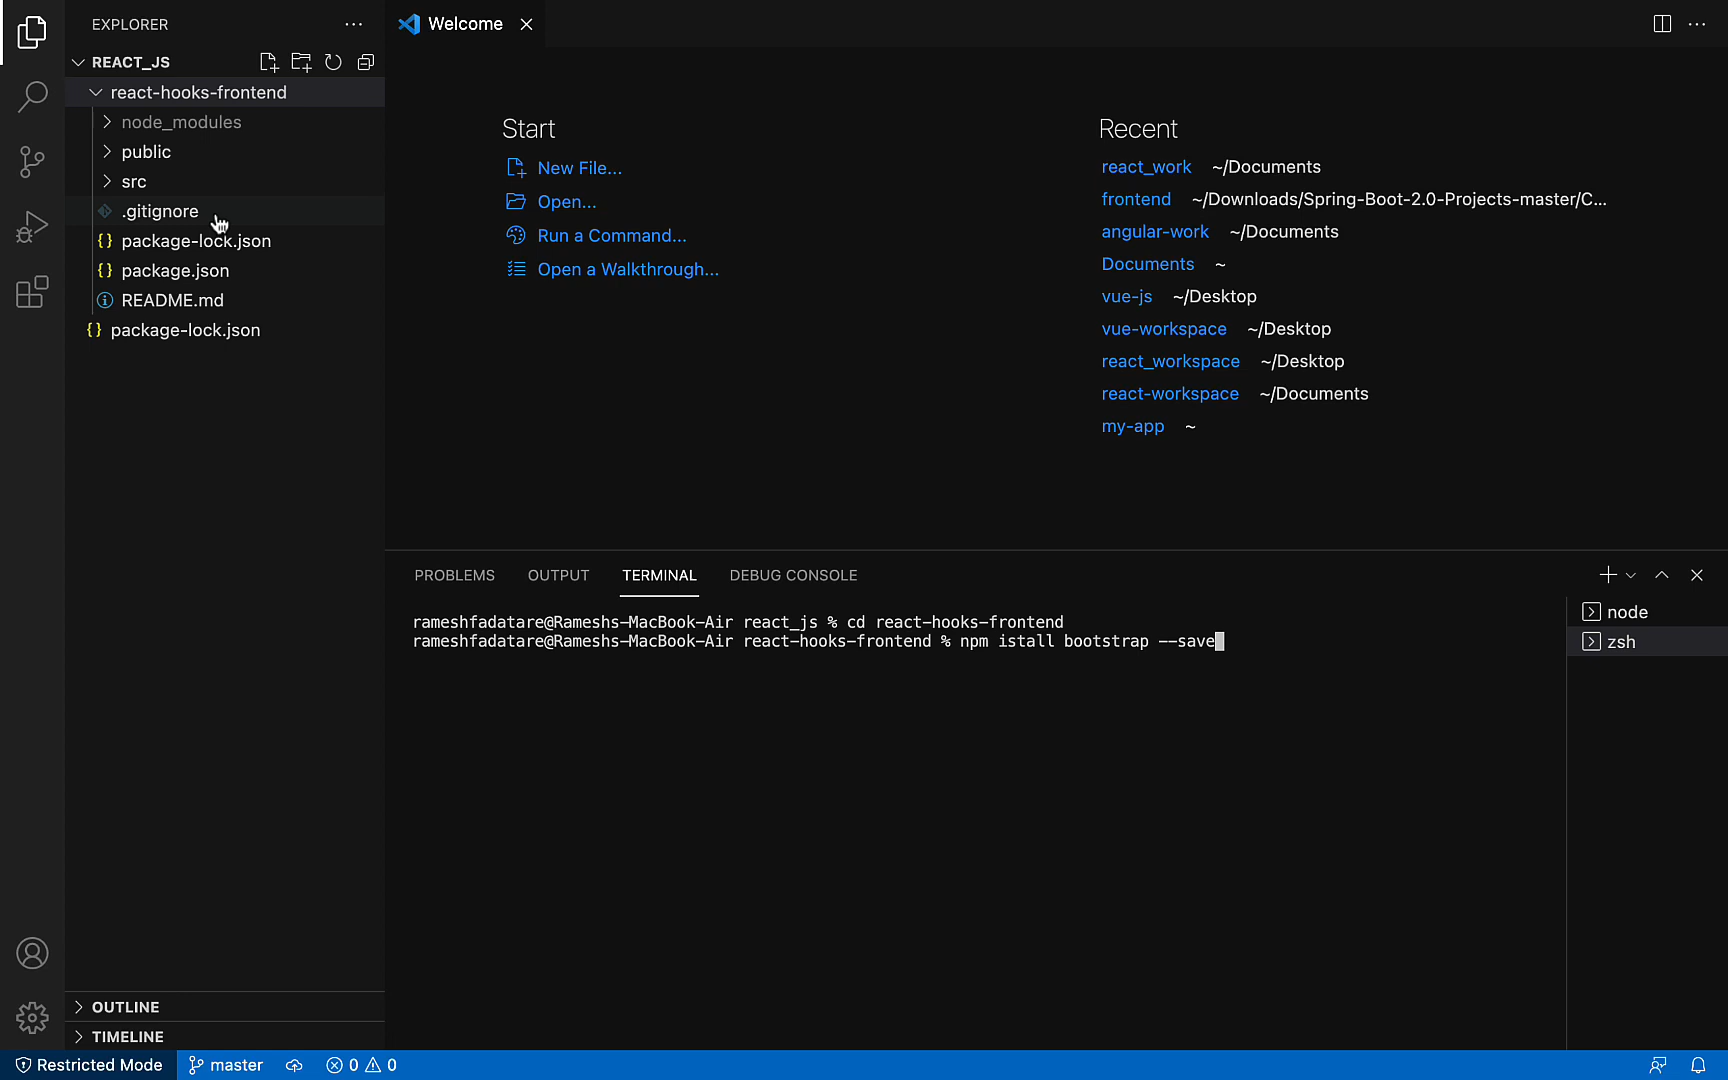 EXPLORER
REACT_JS
react-hooks-frontend
node_modules
public
src
.gitignore
package-lock.json
package.json
README.md
package-lock.json
OUTLINE
TIMELINE
Welcome
Start
New File...
Open...
Run a Command...
Open a Walkthrough...
Recent
react_work ~/Documents
frontend ~/Downloads/Spring-Boot-2.0-Projects-master/C...
angular-work ~/Documents
Documents ~
vue-js ~/Desktop
vue-workspace ~/Desktop
react_workspace ~/Desktop
react-workspace ~/Documents
my-app ~
PROBLEMS OUTPUT TERMINAL DEBUG CONSOLE
rameshfadatare@Rameshs-MacBook-Air react_js % cd react-hooks-frontend
rameshfadatare@Rameshs-MacBook-Air react-hooks-frontend % npm istall bootstrap --save
node
zsh
Restricted Mode master 0 0